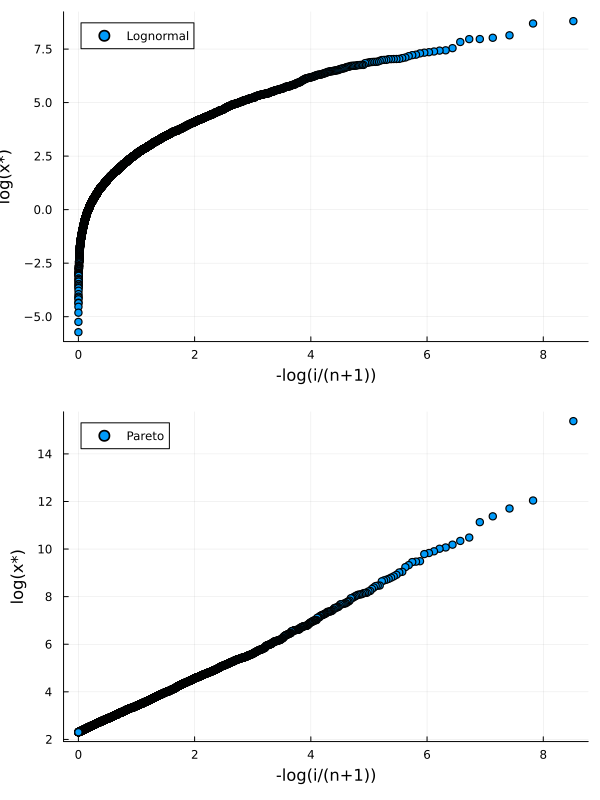 Lognormal
7.5
5.0
2.5
0.0
−2.5
−5.0
0 2 4 6 8
log(x*)
-log(i/(n+1))
Pareto
14
12
10
8
6
4
2
0 2 4 6 8
log(x*)
-log(i/(n+1))